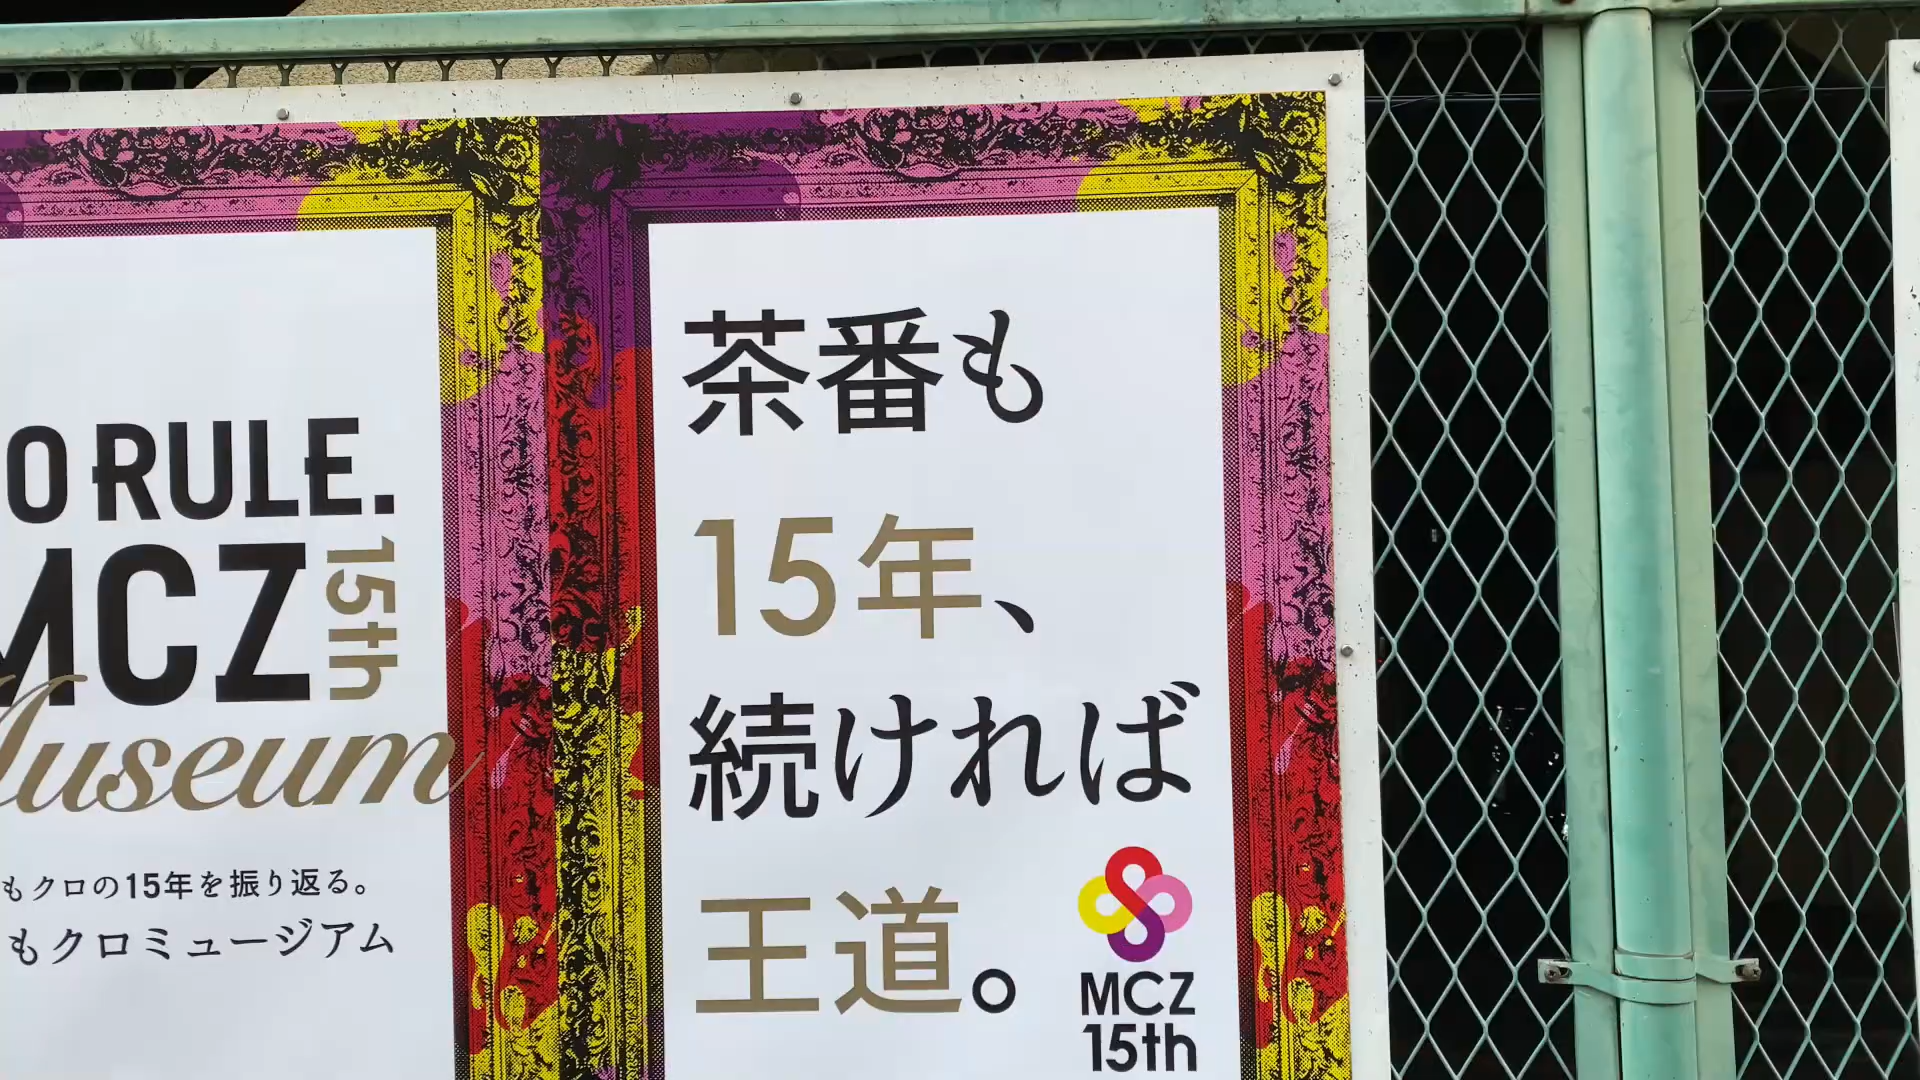 O RULE.
MCZ
15th
Museum
もクロの15年を振り返る。
もクロミュージアム
茶番も
15年、
続ければ
王道。
MCZ
15th